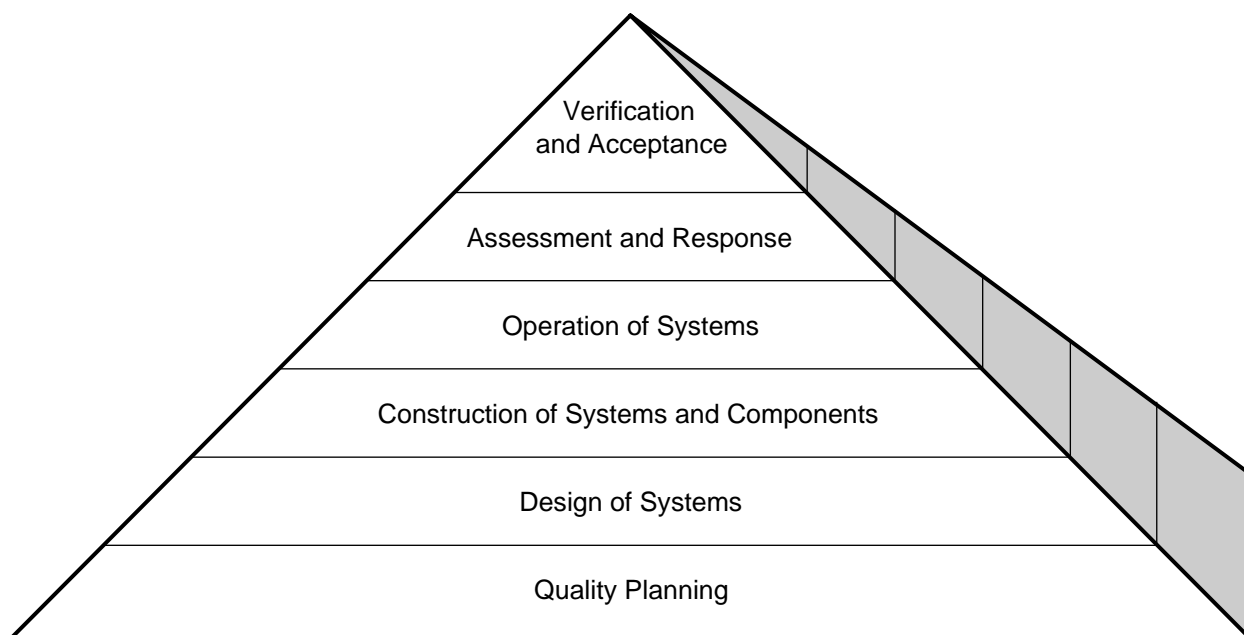 Verification
and Acceptance
Assessment and Response
Operation of Systems
Construction of Systems and Components
Design of Systems
Quality Planning